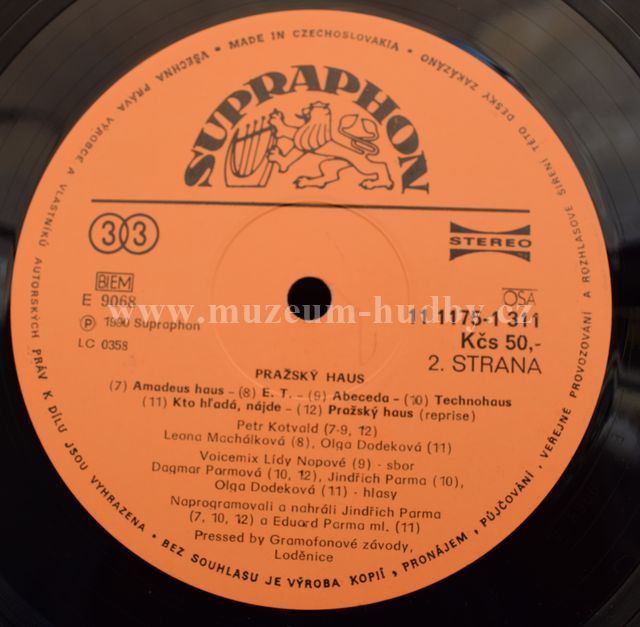 VŠECHNA PRÁVA VÝROBCE A VLASTNÍKŮ AUTORSKÝCH PRÁV K DÍLU JSOU VYHRAZENA • BEZ SOUHLASU JE VÝROBA KOPIÍ, PRONÁJEM, PŮJČOVÁNÍ, VEŘEJNÉ PROVOZOVÁNÍ A ROZHLASOVÉ ŠÍŘENÍ TÉTO DESKY ZAKÁZÁNO • MADE IN CZECHOSLOVAKIA •
SUPRAPHON
33
STEREO
BIEM
E 9068
℗ 1990 Supraphon
LC 0358
OSA
11 1175-1 311
Kčs 50,-
2. STRANA
www.muzeum-hudby.cz
PRAŽSKÝ HAUS
(7) Amadeus haus - (8) E. T. - (9) Abeceda - (10) Technohaus
(11) Kto hľadá, nájde - (12) Pražský haus (reprise)
Petr Kotvald (7-9, 12)
Leona Machálková (8), Olga Dodeková (11)
Voicemix Lídy Nopové (9) - sbor
Dagmar Parmová (10, 12), Jindřich Parma (10),
Olga Dodeková (11) - hlasy
Naprogramovali a nahráli Jindřich Parma
(7, 10, 12) a Eduard Parma ml. (11)
Pressed by Gramofonové závody,
Loděnice